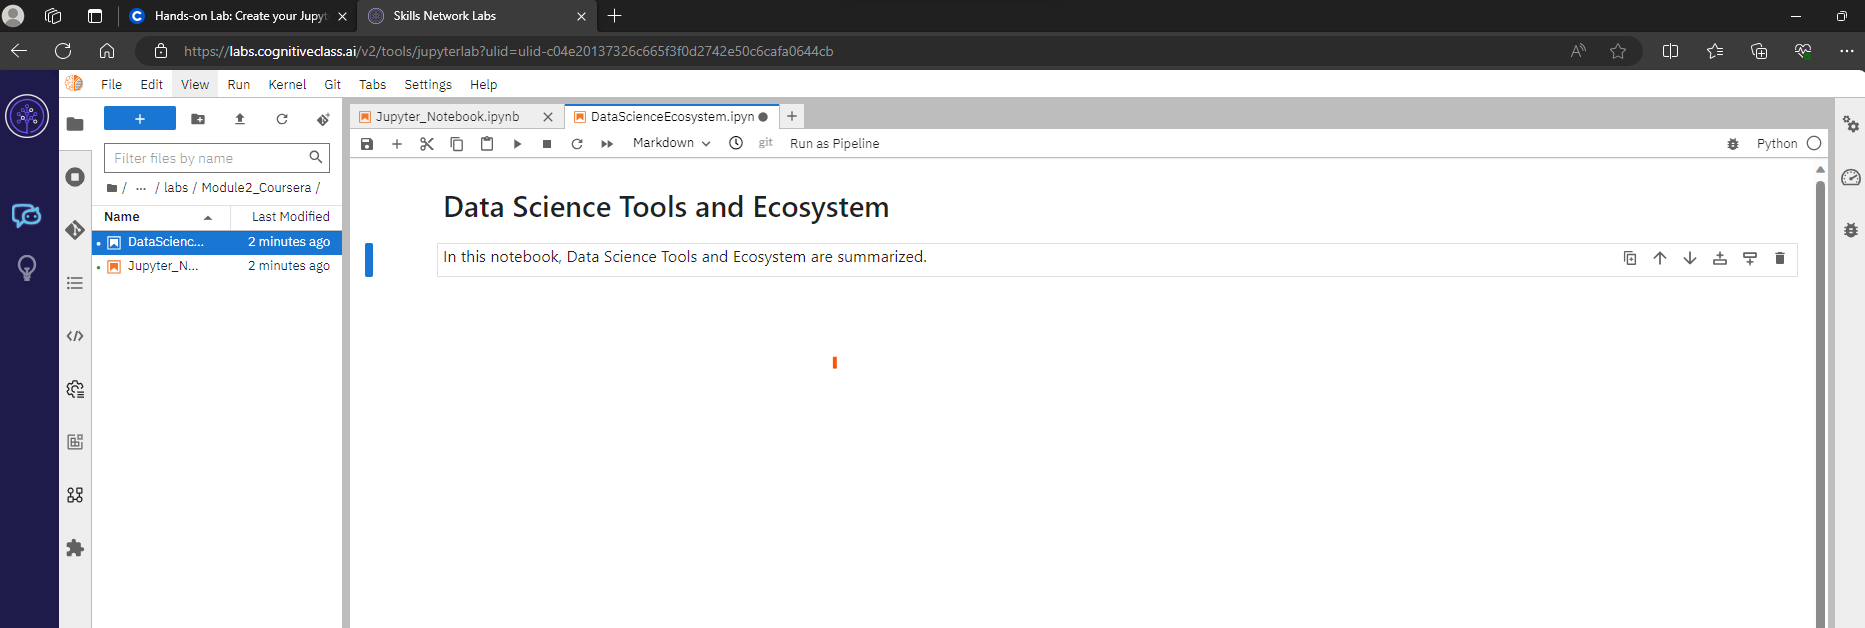 Hands-on Lab: Create your Jupyt
Skills Network Labs
https://labs.cognitiveclass.ai/v2/tools/jupyterlab?ulid=ulid-c04e20137326c665f3f0d2742e50c6cafa0644cb
File Edit View Run Kernel Git Tabs Settings Help
Jupyter_Notebook.ipynb
DataScienceEcosystem.ipyn
Markdown
git
Run as Pipeline
Python
Filter files by name
/ ... / labs / Module2_Coursera /
Name Last Modified
DataScienc... 2 minutes ago
Jupyter_N... 2 minutes ago
Data Science Tools and Ecosystem
In this notebook, Data Science Tools and Ecosystem are summarized.